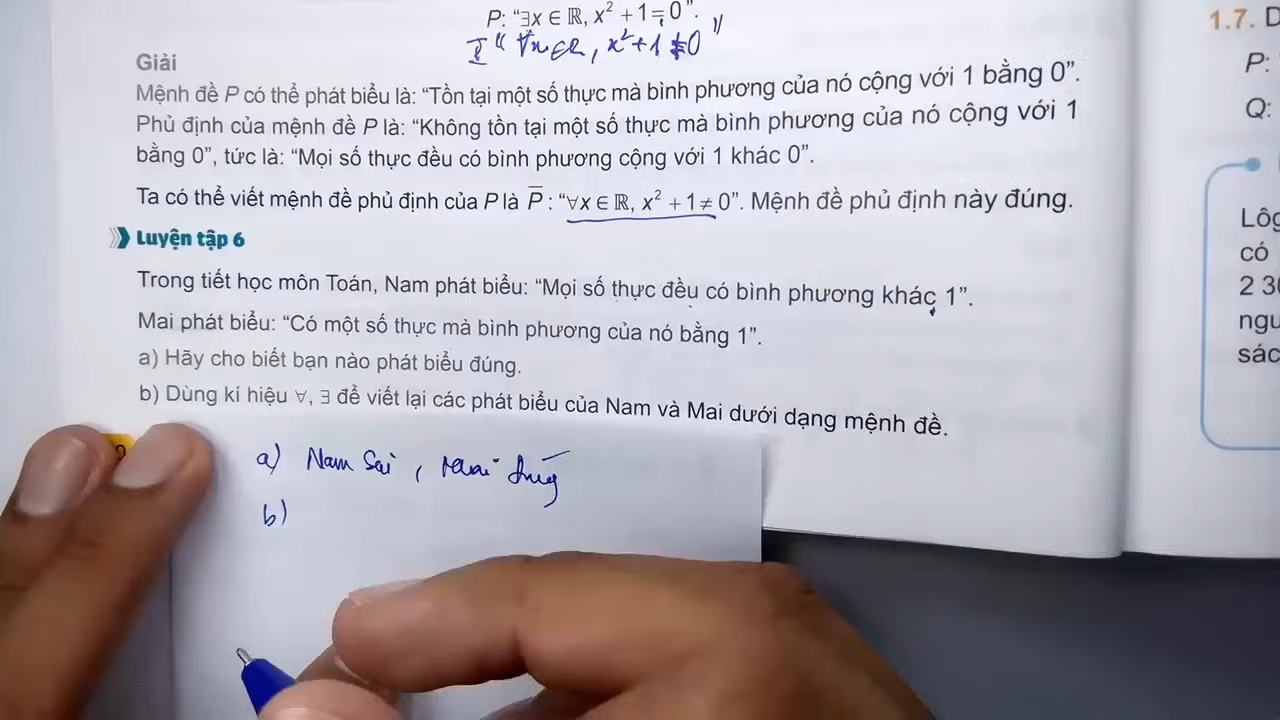 P: “∃x ∈ ℝ, x² + 1 = 0”.
“∀x ∈ R, x² + 1 ≠ 0”
Giải
Mệnh đề P có thể phát biểu là: “Tồn tại một số thực mà bình phương của nó cộng với 1 bằng 0”.
Phủ định của mệnh đề P là: “Không tồn tại một số thực mà bình phương của nó cộng với 1
bằng 0”, tức là: “Mọi số thực đều có bình phương cộng với 1 khác 0”.
Ta có thể viết mệnh đề phủ định của P là P̅ : “∀x ∈ ℝ, x² + 1 ≠ 0”. Mệnh đề phủ định này đúng.
Luyện tập 6
Trong tiết học môn Toán, Nam phát biểu: “Mọi số thực đều có bình phương khác 1”.
Mai phát biểu: “Có một số thực mà bình phương của nó bằng 1”.
a) Hãy cho biết bạn nào phát biểu đúng.
b) Dùng kí hiệu ∀, ∃ để viết lại các phát biểu của Nam và Mai dưới dạng mệnh đề.
a) Nam sai, Mai đúng
b)
1.7. D
P:
Q:
Lôg
có
2 3
ngu
sác